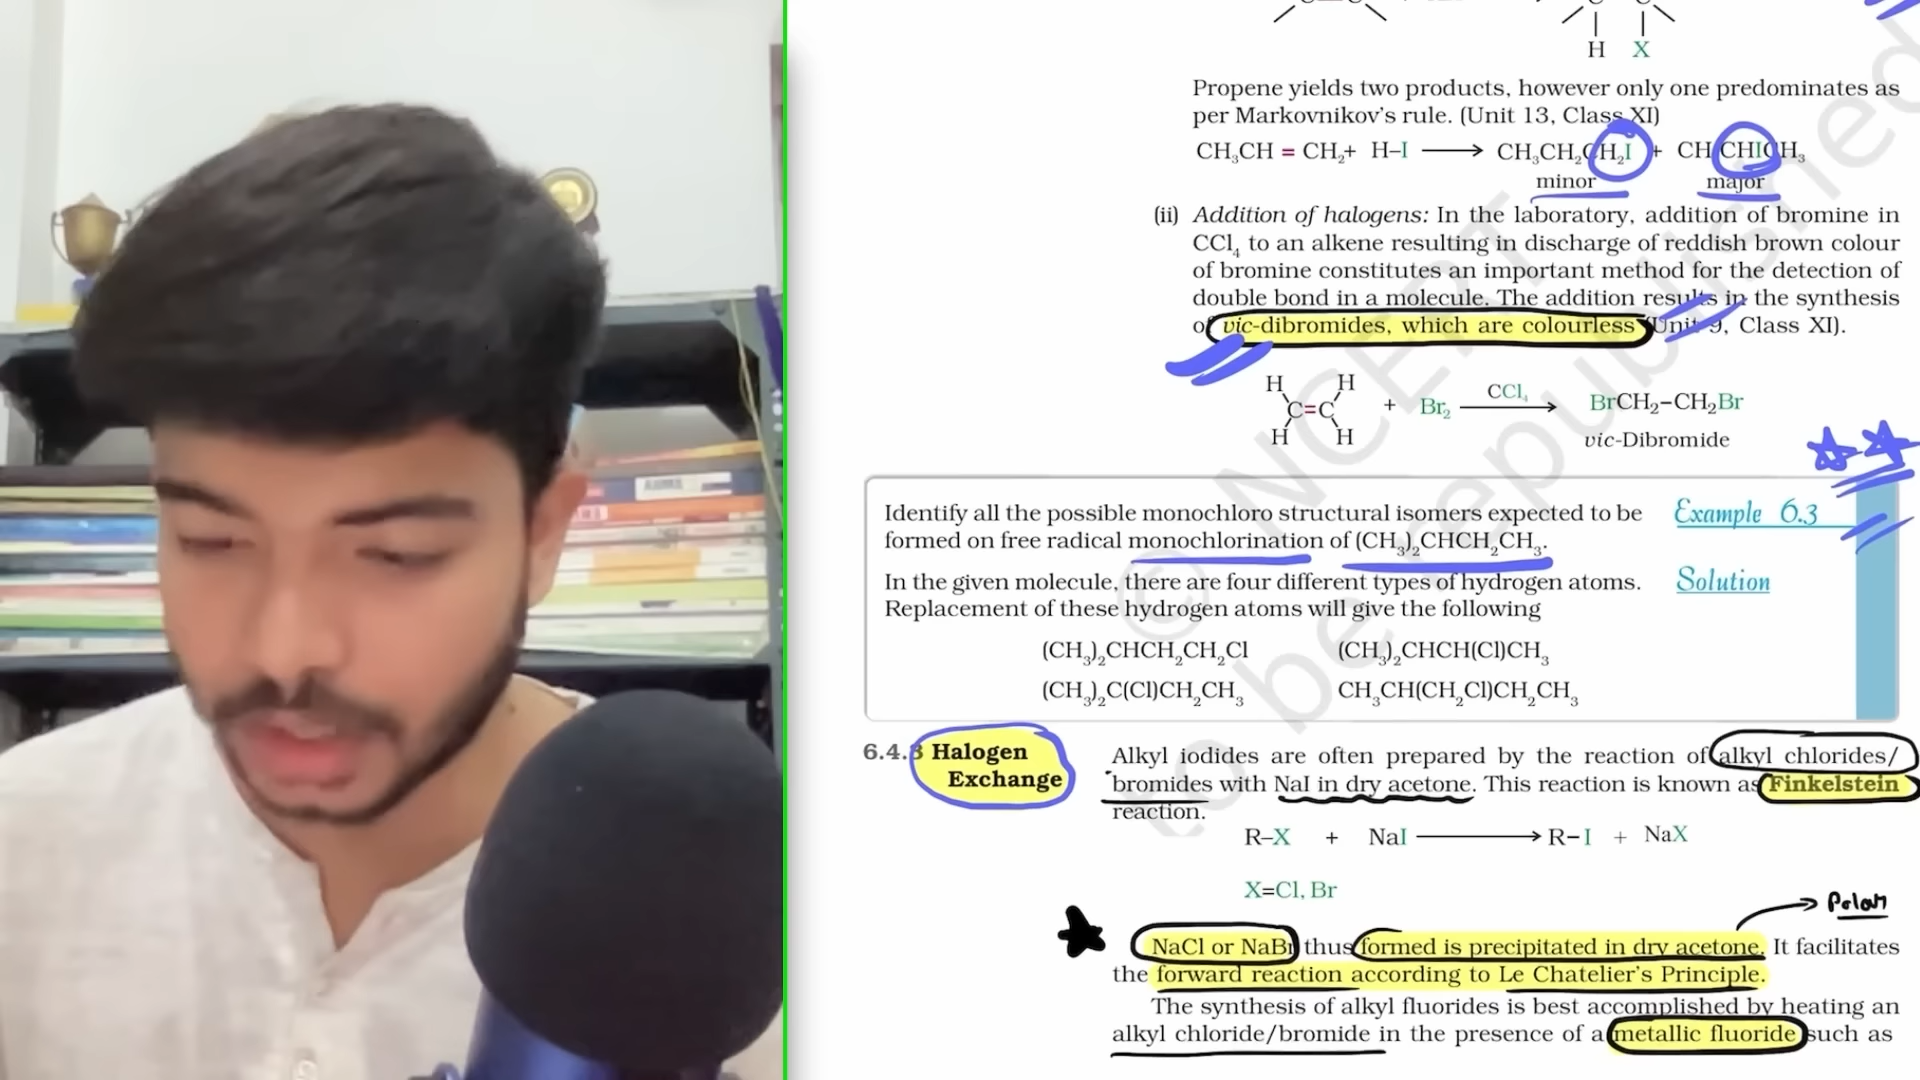 H X
Propene yields two products, however only one predominates as
per Markovnikov's rule. (Unit 13, Class XI)
CH₃CH = CH₂+ H–I ⟶ CH₃CH₂CH₂I + CH CHICH₃
minor major
(ii) Addition of halogens: In the laboratory, addition of bromine in
CCl₄ to an alkene resulting in discharge of reddish brown colour
of bromine constitutes an important method for the detection of
double bond in a molecule. The addition results in the synthesis
of vic-dibromides, which are colourless (Unit 9, Class XI).
H H
C=C + Br₂ ⟶ BrCH₂–CH₂Br
CCl₄
H H
vic-Dibromide
Identify all the possible monochloro structural isomers expected to be
formed on free radical monochlorination of (CH₃)₂CHCH₂CH₃.
Example 6.3
In the given molecule, there are four different types of hydrogen atoms.
Replacement of these hydrogen atoms will give the following
Solution
(CH₃)₂CHCH₂CH₂Cl (CH₃)₂CHCH(Cl)CH₃
(CH₃)₂C(Cl)CH₂CH₃ CH₃CH(CH₂Cl)CH₂CH₃
6.4.3 Halogen
Exchange
Alkyl iodides are often prepared by the reaction of alkyl chlorides/
bromides with NaI in dry acetone. This reaction is known as Finkelstein
reaction.
R–X + NaI ⟶ R–I + NaX
X=Cl, Br
Polar
NaCl or NaBr thus formed is precipitated in dry acetone. It facilitates
the forward reaction according to Le Chatelier's Principle.
The synthesis of alkyl fluorides is best accomplished by heating an
alkyl chloride/bromide in the presence of a metallic fluoride such as
© NCERT
to be republished